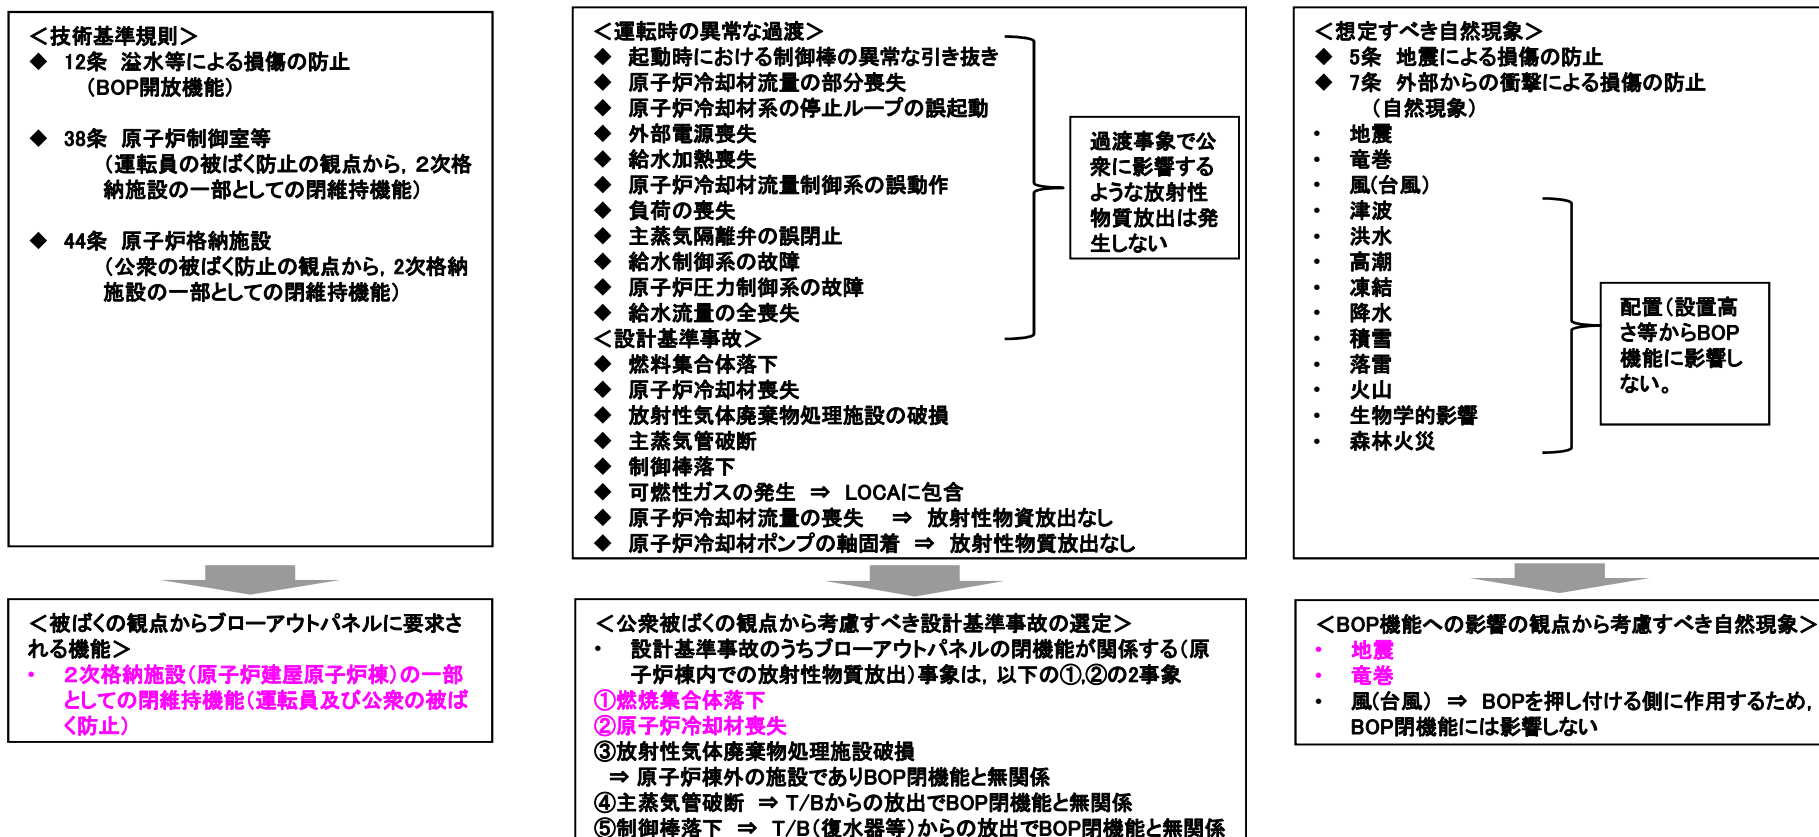 ＜技術基準規則＞
◆ 12条 溢水等による損傷の防止
（BOP開放機能）
◆ 38条 原子炉制御室等
（運転員の被ばく防止の観点から，２次格
納施設の一部としての閉維持機能）
◆ 44条 原子炉格納施設
（公衆の被ばく防止の観点から，2次格納
施設の一部としての閉維持機能）
＜被ばくの観点からブローアウトパネルに要求さ
れる機能＞
・ ２次格納施設（原子炉建屋原子炉棟）の一部
としての閉維持機能（運転員及び公衆の被ば
く防止）
＜運転時の異常な過渡＞
◆ 起動時における制御棒の異常な引き抜き
◆ 原子炉冷却材流量の部分喪失
◆ 原子炉冷却材系の停止ループの誤起動
◆ 外部電源喪失
◆ 給水加熱喪失
◆ 原子炉冷却材流量制御系の誤動作
◆ 負荷の喪失
◆ 主蒸気隔離弁の誤閉止
◆ 給水制御系の故障
◆ 原子炉圧力制御系の故障
◆ 給水流量の全喪失
＜設計基準事故＞
◆ 燃料集合体落下
◆ 原子炉冷却材喪失
◆ 放射性気体廃棄物処理施設の破損
◆ 主蒸気管破断
◆ 制御棒落下
◆ 可燃性ガスの発生 ⇒ LOCAに包含
◆ 原子炉冷却材流量の喪失 ⇒ 放射性物資放出なし
◆ 原子炉冷却材ポンプの軸固着 ⇒ 放射性物質放出なし
過渡事象で公
衆に影響する
ような放射性
物質放出は発
生しない
＜公衆被ばくの観点から考慮すべき設計基準事故の選定＞
・ 設計基準事故のうちブローアウトパネルの閉機能が関係する（原
子炉棟内での放射性物質放出）事象は，以下の①,②の2事象
①燃焼集合体落下
②原子炉冷却材喪失
③放射性気体廃棄物処理施設破損
⇒ 原子炉棟外の施設でありBOP閉機能と無関係
④主蒸気管破断 ⇒ T/Bからの放出でBOP閉機能と無関係
⑤制御棒落下 ⇒ T/B（復水器等）からの放出でBOP閉機能と無関係
＜想定すべき自然現象＞
◆ 5条 地震による損傷の防止
◆ 7条 外部からの衝撃による損傷の防止
（自然現象）
・ 地震
・ 竜巻
・ 風(台風）
・ 津波
・ 洪水
・ 高潮
・ 凍結
・ 降水
・ 積雪
・ 落雷
・ 火山
・ 生物学的影響
・ 森林火災
配置（設置高
さ等からBOP
機能に影響し
ない。
＜BOP機能への影響の観点から考慮すべき自然現象＞
・ 地震
・ 竜巻
・ 風(台風） ⇒ BOPを押し付ける側に作用するため，
BOP閉機能には影響しない